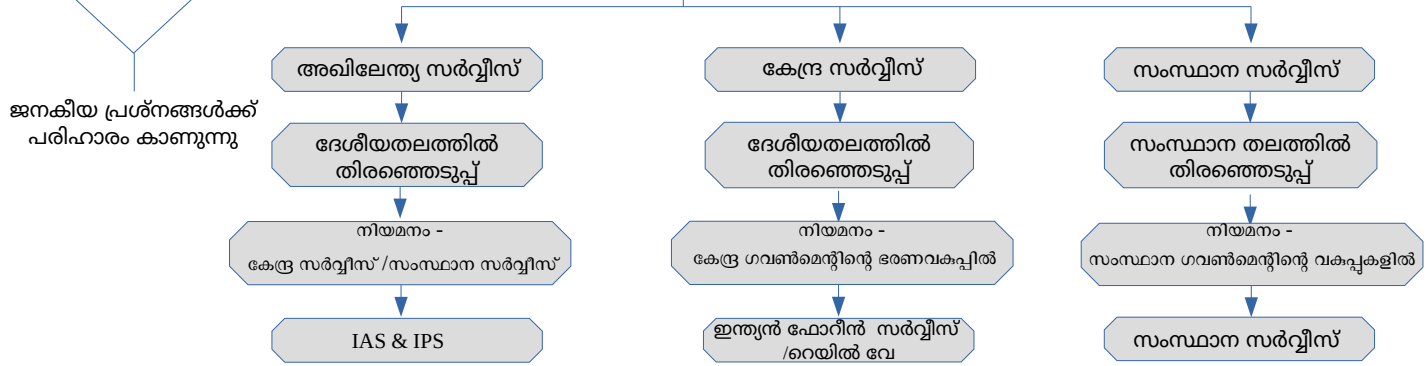 ജനകീയ പ്രശ്നങ്ങൾക്ക്
പരിഹാരം കാണുന്നു
അഖിലേന്ത്യ സർവ്വീസ്
ദേശീയതലത്തിൽ
തിരഞ്ഞെടുപ്പ്
നിയമനം -
കേന്ദ്ര സർവ്വീസ് /സംസ്ഥാന സർവ്വീസ്
IAS & IPS
കേന്ദ്ര സർവ്വീസ്
ദേശീയതലത്തിൽ
തിരഞ്ഞെടുപ്പ്
നിയമനം -
കേന്ദ്ര ഗവൺമെന്റിന്റെ ഭരണവകുപ്പിൽ
ഇന്ത്യൻ ഫോറീൻ സർവ്വീസ്
/റെയിൽ വേ
സംസ്ഥാന സർവ്വീസ്
സംസ്ഥാന തലത്തിൽ
തിരഞ്ഞെടുപ്പ്
നിയമനം -
സംസ്ഥാന ഗവൺമെന്റിന്റെ വകുപ്പുകളിൽ
സംസ്ഥാന സർവ്വീസ്